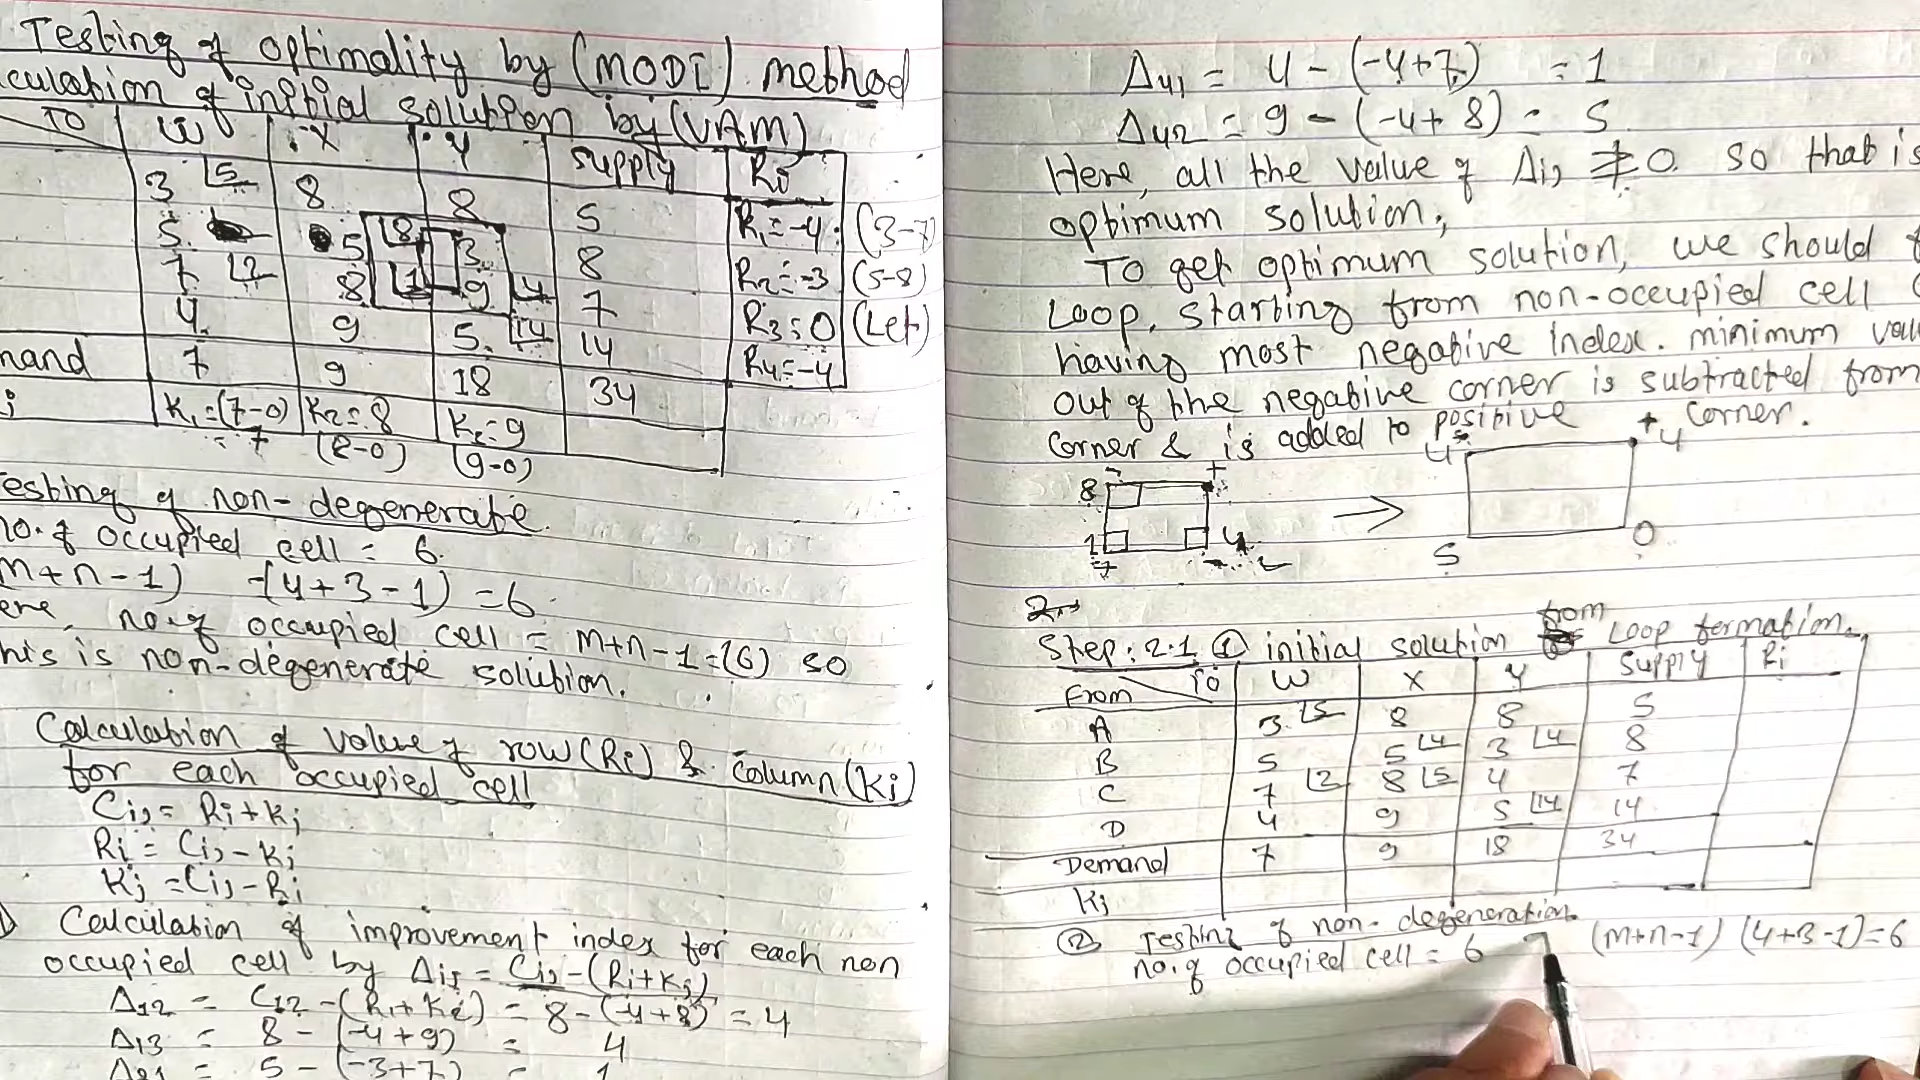 Testing of optimality by (MODI) method
culation of initial solution by (VAM)
TO W X Y supply Ri
3 15 8 8 5 R1=-4 (3-7)
5 5 18 3 8 R2=-3 (5-8)
7 12 8 11 9 14 7 R3=0 (Let)
4 9 5 114 14 R4=-4
mand 7 9 18 34
j K1=(7-0) K2=8 K2=9
=7 (8-0) (9-0)
esting of non-degenerate
no. of occupied cell = 6.
m+n-1) -(4+3-1) =6.
ere, no. of occupied cell = m+n-1=(6) so
his is non-degenerate solution.
Calculation of value of row(Ri) & column(Ki)
for each occupied cell
Cij= Ri+Kj
Ri = Cij-Kj
Kj =Cij-Ri
Calculation of improvement index for each non
occupied cell by Δij = Cij-(Ri+Kj)
Δ12 = C12-(R1+K2) = 8-(-4+8) = 4
Δ13 = 8-(-4+9) = 4
Δ21 = 5-(-3+7) = 1
Δ41 = 4-(-4+7) =1
Δ42 = 9-(-4+8) = 5
Here, all the value of Δij ≱0. so that is
optimum solution,
To get optimum solution, we should
Loop, starting from non-occupied cell
having most negative index. minimum val
out of the negative corner is subtracted from
corner & is added to positive corner.
8 - +
1 + 4 -
4 + 4
5 0
2.
Step: 2.1 ① initial solution from Loop formation.
From TO W X Y Supply Ri
A 3 15 8 8 5
B 5 5 14 3 14 8
C 7 12 8 15 4 7
D 4 9 5 114 14
Demand 7 9 18 34
Kj
② Testing of non-degeneration
no. of occupied cell = 6 (m+n-1) (4+3-1)=6